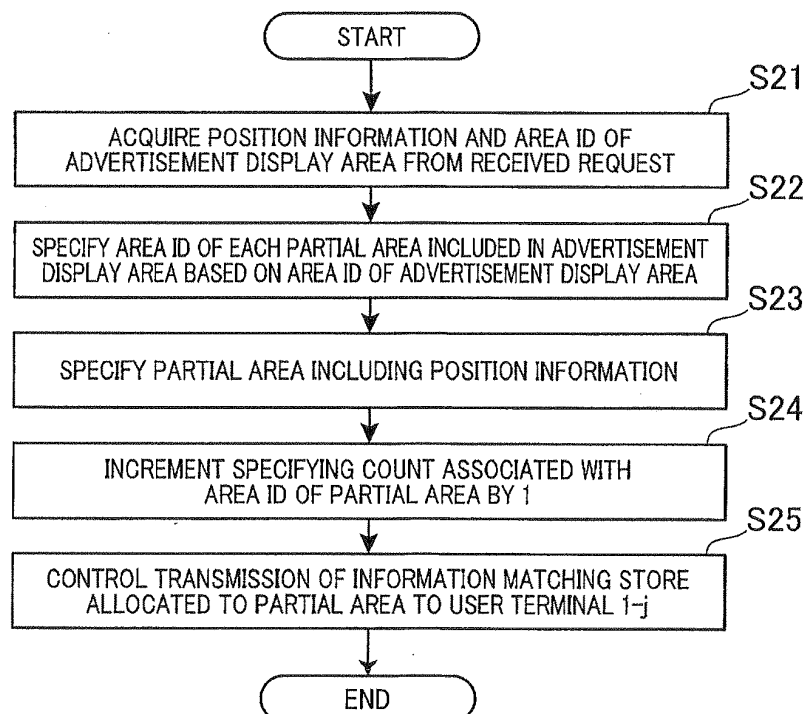 START
S21
ACQUIRE POSITION INFORMATION AND AREA ID OF
ADVERTISEMENT DISPLAY AREA FROM RECEIVED REQUEST
S22
SPECIFY AREA ID OF EACH PARTIAL AREA INCLUDED IN ADVERTISEMENT
DISPLAY AREA BASED ON AREA ID OF ADVERTISEMENT DISPLAY AREA
S23
SPECIFY PARTIAL AREA INCLUDING POSITION INFORMATION
S24
INCREMENT SPECIFYING COUNT ASSOCIATED WITH
AREA ID OF PARTIAL AREA BY 1
S25
CONTROL TRANSMISSION OF INFORMATION MATCHING STORE
ALLOCATED TO PARTIAL AREA TO USER TERMINAL 1-j
END